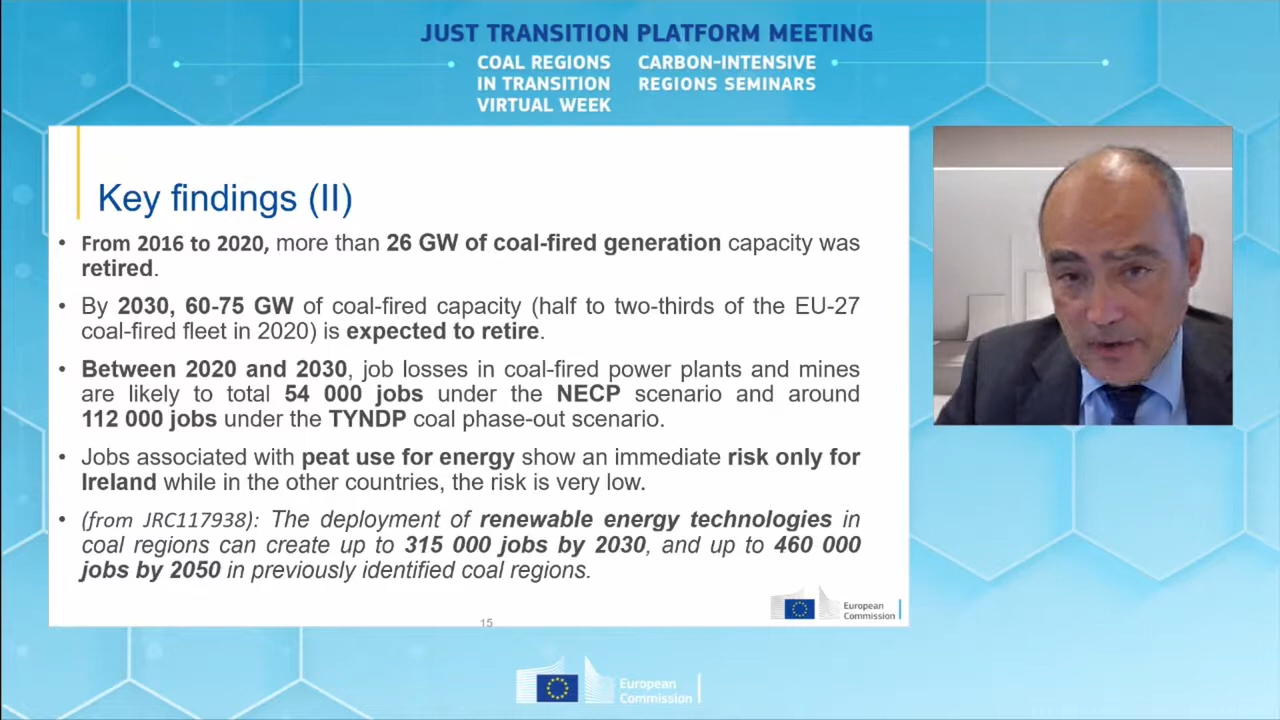 JUST TRANSITION PLATFORM MEETING
COAL REGIONS
IN TRANSITION
VIRTUAL WEEK
CARBON-INTENSIVE
REGIONS SEMINARS
Key findings (II)
• From 2016 to 2020, more than 26 GW of coal-fired generation capacity was
retired.
• By 2030, 60-75 GW of coal-fired capacity (half to two-thirds of the EU-27
coal-fired fleet in 2020) is expected to retire.
• Between 2020 and 2030, job losses in coal-fired power plants and mines
are likely to total 54 000 jobs under the NECP scenario and around
112 000 jobs under the TYNDP coal phase-out scenario.
• Jobs associated with peat use for energy show an immediate risk only for
Ireland while in the other countries, the risk is very low.
• (from JRC117938): The deployment of renewable energy technologies in
coal regions can create up to 315 000 jobs by 2030, and up to 460 000
jobs by 2050 in previously identified coal regions.
European
Commission
15
European
Commission